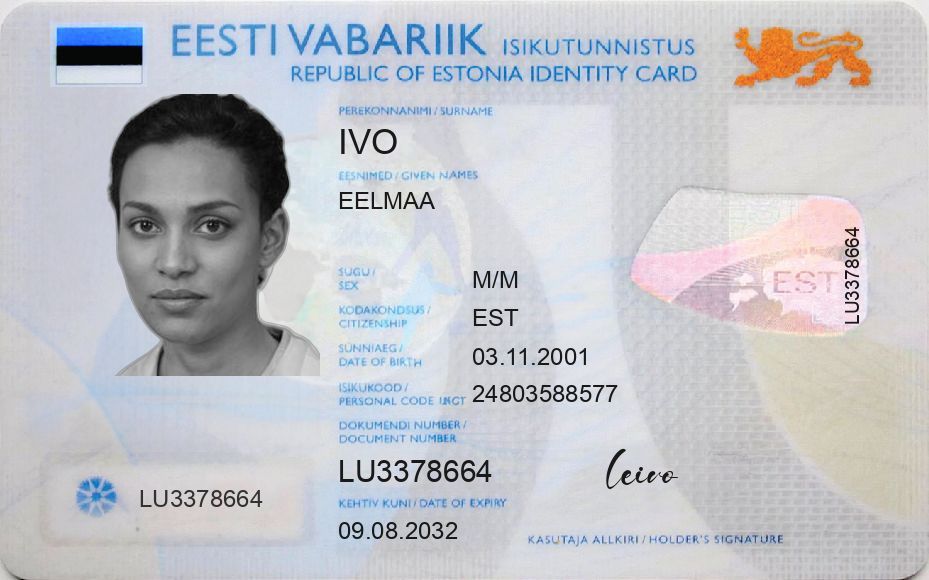 EESTI VABARIIK ISIKUTUNNISTUS
REPUBLIC OF ESTONIA IDENTITY CARD
PEREKONNANIMI / SURNAME
IVO
EESNIMED / GIVEN NAMES
EELMAA
SUGU /
SEX
M/M
KODAKONDSUS /
CITIZENSHIP
EST
SÜNNIAEG /
DATE OF BIRTH
03.11.2001
ISIKUKOOD /
PERSONAL CODE
24803588577
DOKUMENDI NUMBER /
DOCUMENT NUMBER
LU3378664
KEHTIV KUNI / DATE OF EXPIRY
09.08.2032
LU3378664
EST
LU3378664
Leivo
KASUTAJA ALLKIRI / HOLDER'S SIGNATURE